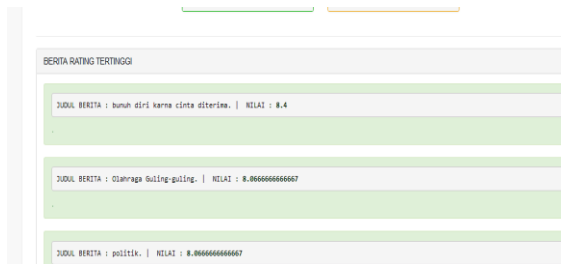 BERITA RATING TERTINGGI
JUDUL BERITA : bunuh diri karna cinta diterima. | NILAI : 8.4
.
JUDUL BERITA : Olahraga Guling-guling. | NILAI : 8.0666666666667
.
JUDUL BERITA : politik. | NILAI : 8.0666666666667